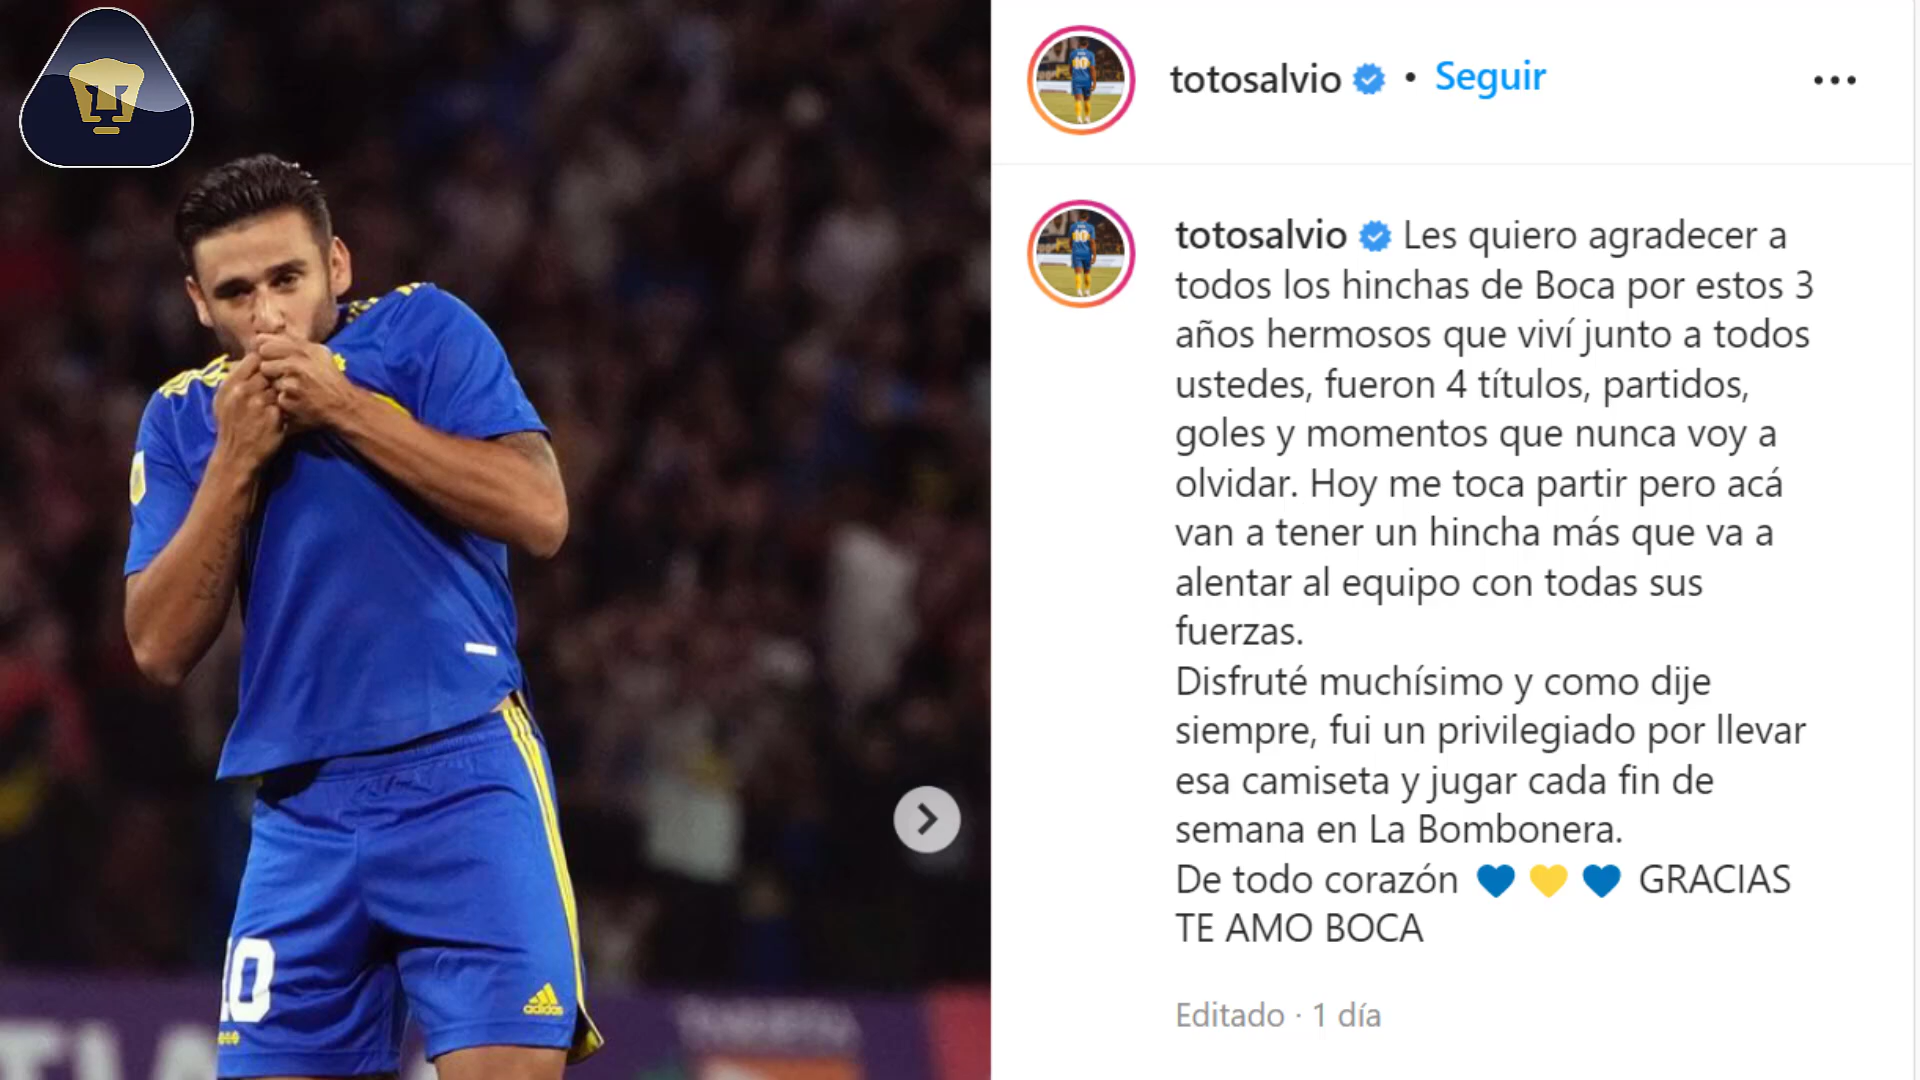 totosalvio • Seguir
totosalvio Les quiero agradecer a
todos los hinchas de Boca por estos 3
años hermosos que viví junto a todos
ustedes, fueron 4 títulos, partidos,
goles y momentos que nunca voy a
olvidar. Hoy me toca partir pero acá
van a tener un hincha más que va a
alentar al equipo con todas sus
fuerzas.
Disfruté muchísimo y como dije
siempre, fui un privilegiado por llevar
esa camiseta y jugar cada fin de
semana en La Bombonera.
De todo corazón 💙 💛 💙 GRACIAS
TE AMO BOCA
Editado · 1 día
10
adidas